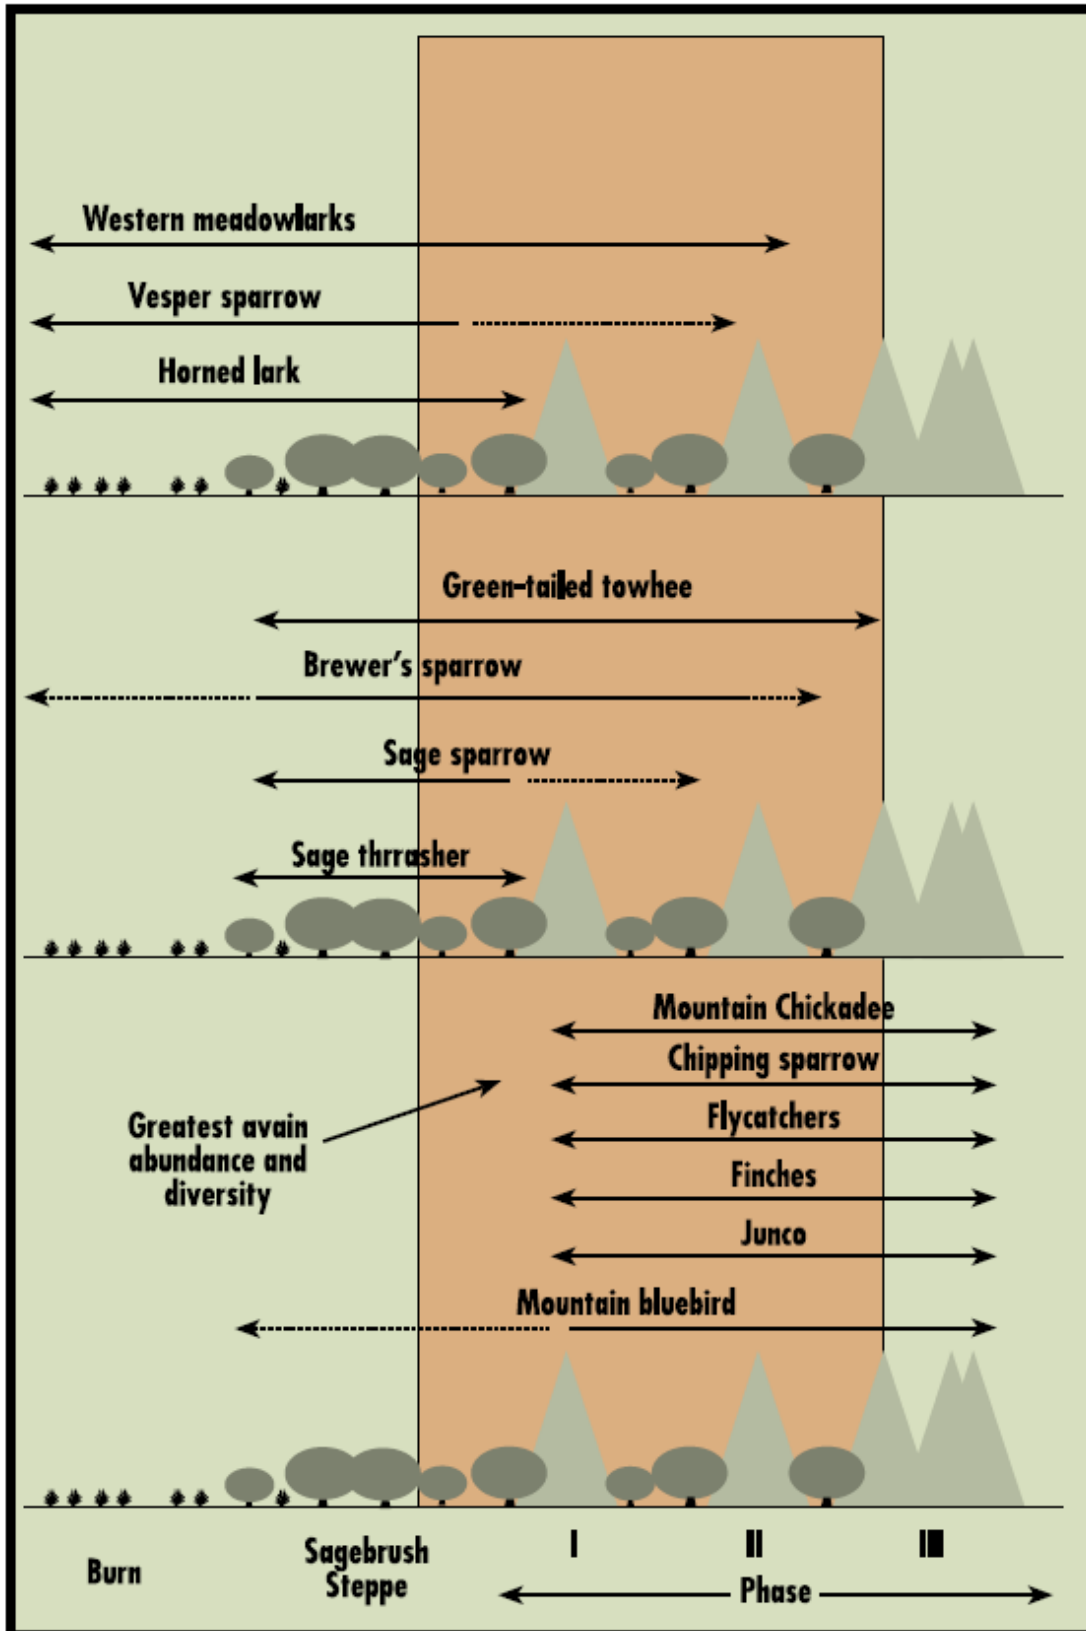 Western meadowlarks
Vesper sparrow
Horned lark
Green-tailed towhee
Brewer's sparrow
Sage sparrow
Sage thrrasher
Mountain Chickadee
Chipping sparrow
Flycatchers
Finches
Junco
Mountain bluebird
Greatest avain
abundance and
diversity
Burn
Sagebrush
Steppe
I
II
III
Phase